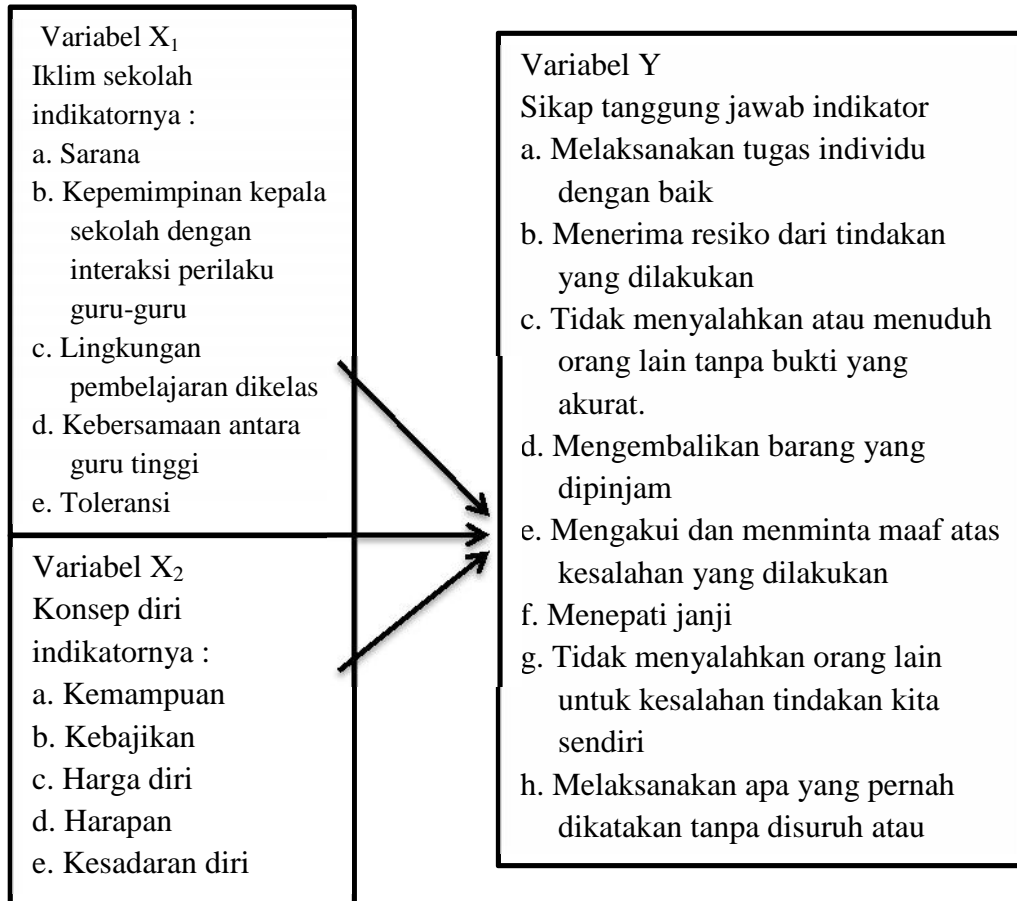 Variabel X₁
Iklim sekolah
indikatornya :
a. Sarana
b. Kepemimpinan kepala
sekolah dengan
interaksi perilaku
guru-guru
c. Lingkungan
pembelajaran dikelas
d. Kebersamaan antara
guru tinggi
e. Toleransi
Variabel X₂
Konsep diri
indikatornya :
a. Kemampuan
b. Kebajikan
c. Harga diri
d. Harapan
e. Kesadaran diri
Variabel Y
Sikap tanggung jawab indikator
a. Melaksanakan tugas individu
dengan baik
b. Menerima resiko dari tindakan
yang dilakukan
c. Tidak menyalahkan atau menuduh
orang lain tanpa bukti yang
akurat.
d. Mengembalikan barang yang
dipinjam
e. Mengakui dan menminta maaf atas
kesalahan yang dilakukan
f. Menepati janji
g. Tidak menyalahkan orang lain
untuk kesalahan tindakan kita
sendiri
h. Melaksanakan apa yang pernah
dikatakan tanpa disuruh atau